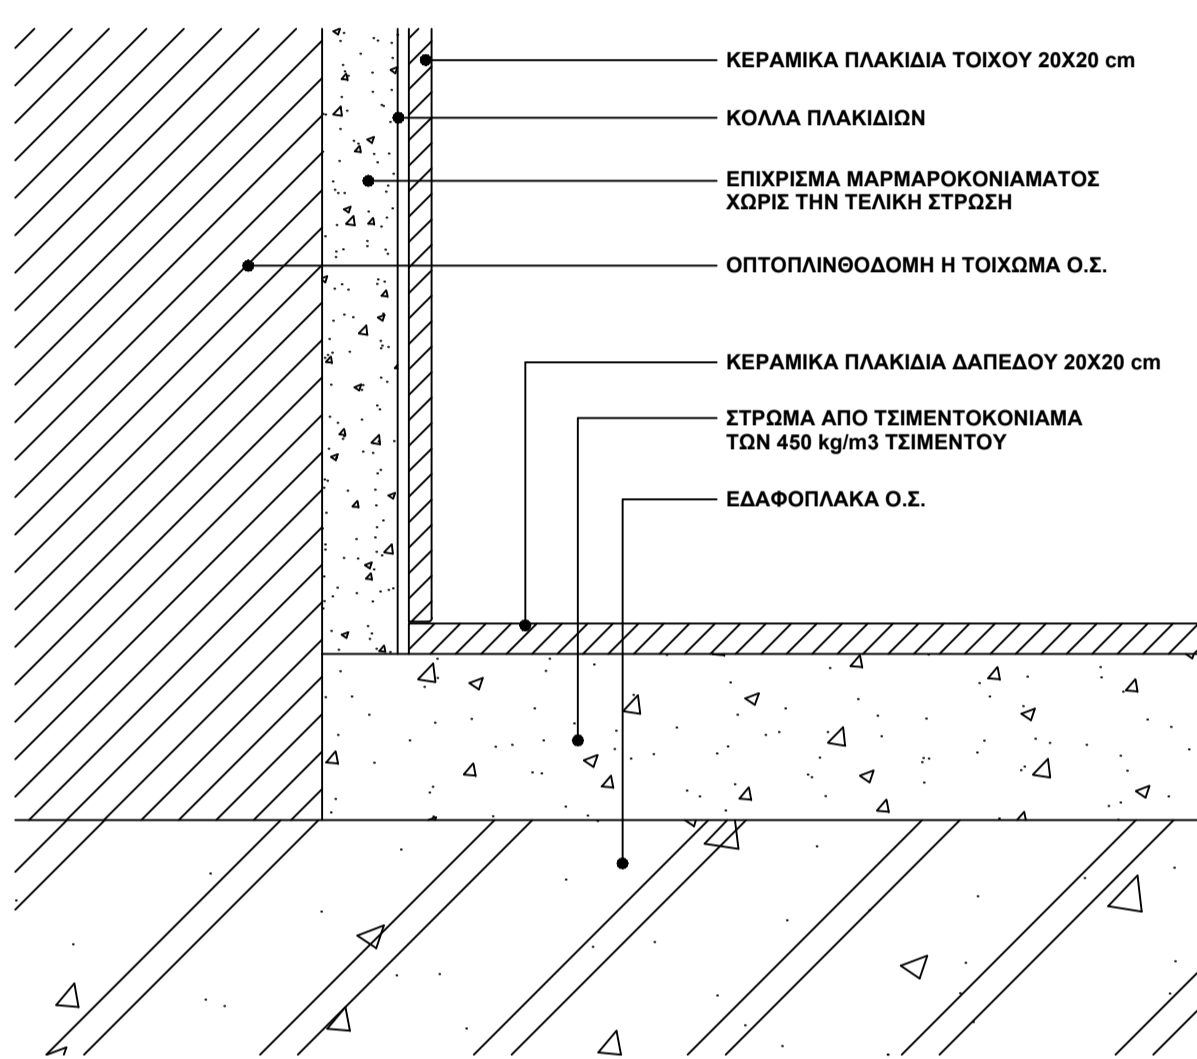 ΚΕΡΑΜΙΚΑ ΠΛΑΚΙΔΙΑ ΤΟΙΧΟΥ 20Χ20 cm
ΚΟΛΛΑ ΠΛΑΚΙΔΙΩΝ
ΕΠΙΧΡΙΣΜΑ ΜΑΡΜΑΡΟΚΟΝΙΑΜΑΤΟΣ
ΧΩΡΙΣ ΤΗΝ ΤΕΛΙΚΗ ΣΤΡΩΣΗ
ΟΠΤΟΠΛΙΝΘΟΔΟΜΗ Η ΤΟΙΧΩΜΑ Ο.Σ.
ΚΕΡΑΜΙΚΑ ΠΛΑΚΙΔΙΑ ΔΑΠΕΔΟΥ 20Χ20 cm
ΣΤΡΩΜΑ ΑΠΟ ΤΣΙΜΕΝΤΟΚΟΝΙΑΜΑ
ΤΩΝ 450 kg/m3 ΤΣΙΜΕΝΤΟΥ
ΕΔΑΦΟΠΛΑΚΑ Ο.Σ.